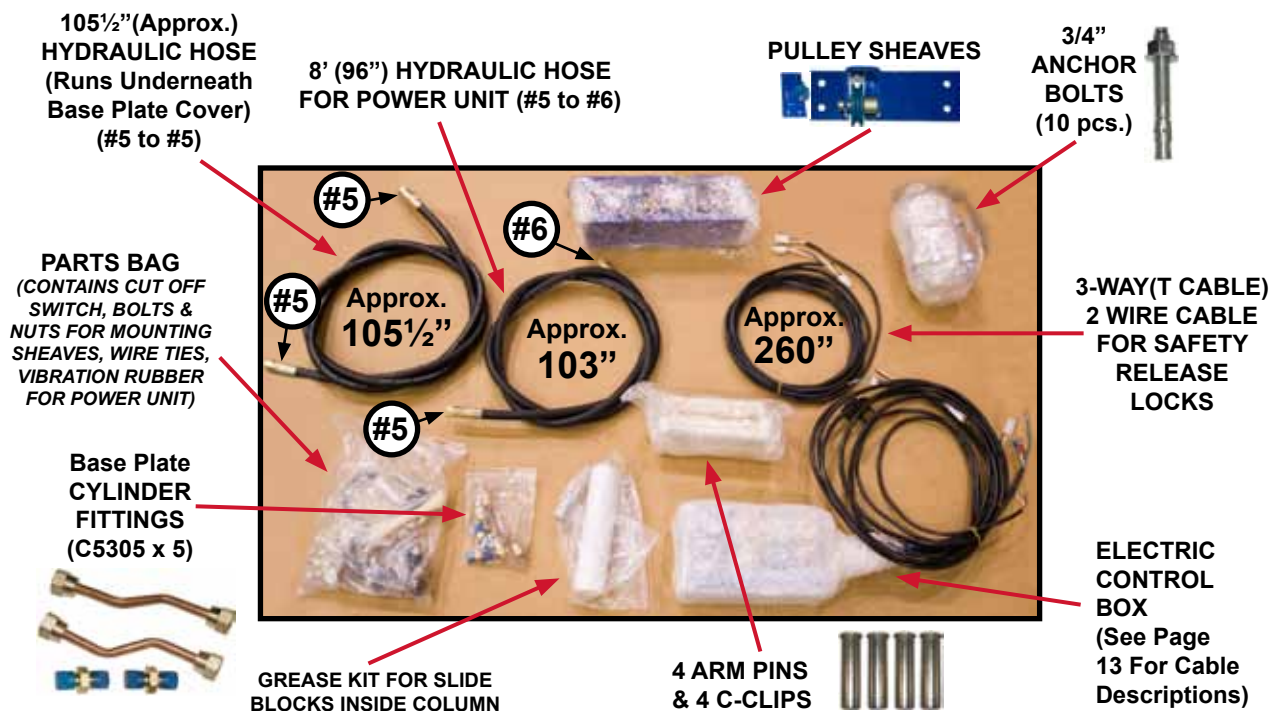 105½”(Approx.)
HYDRAULIC HOSE
(Runs Underneath
Base Plate Cover)
(#5 to #5)
8’ (96”) HYDRAULIC HOSE
FOR POWER UNIT (#5 to #6)
PULLEY SHEAVES
3/4”
ANCHOR
BOLTS
(10 pcs.)
#5
#6
#5
#5
Approx.
105½”
Approx.
103”
Approx.
260”
PARTS BAG
(CONTAINS CUT OFF
SWITCH, BOLTS &
NUTS FOR MOUNTING
SHEAVES, WIRE TIES,
VIBRATION RUBBER
FOR POWER UNIT)
3-WAY(T CABLE)
2 WIRE CABLE
FOR SAFETY
RELEASE
LOCKS
Base Plate
CYLINDER
FITTINGS
(C5305 x 5)
GREASE KIT FOR SLIDE
BLOCKS INSIDE COLUMN
4 ARM PINS
& 4 C-CLIPS
ELECTRIC
CONTROL
BOX
(See Page
13 For Cable
Descriptions)